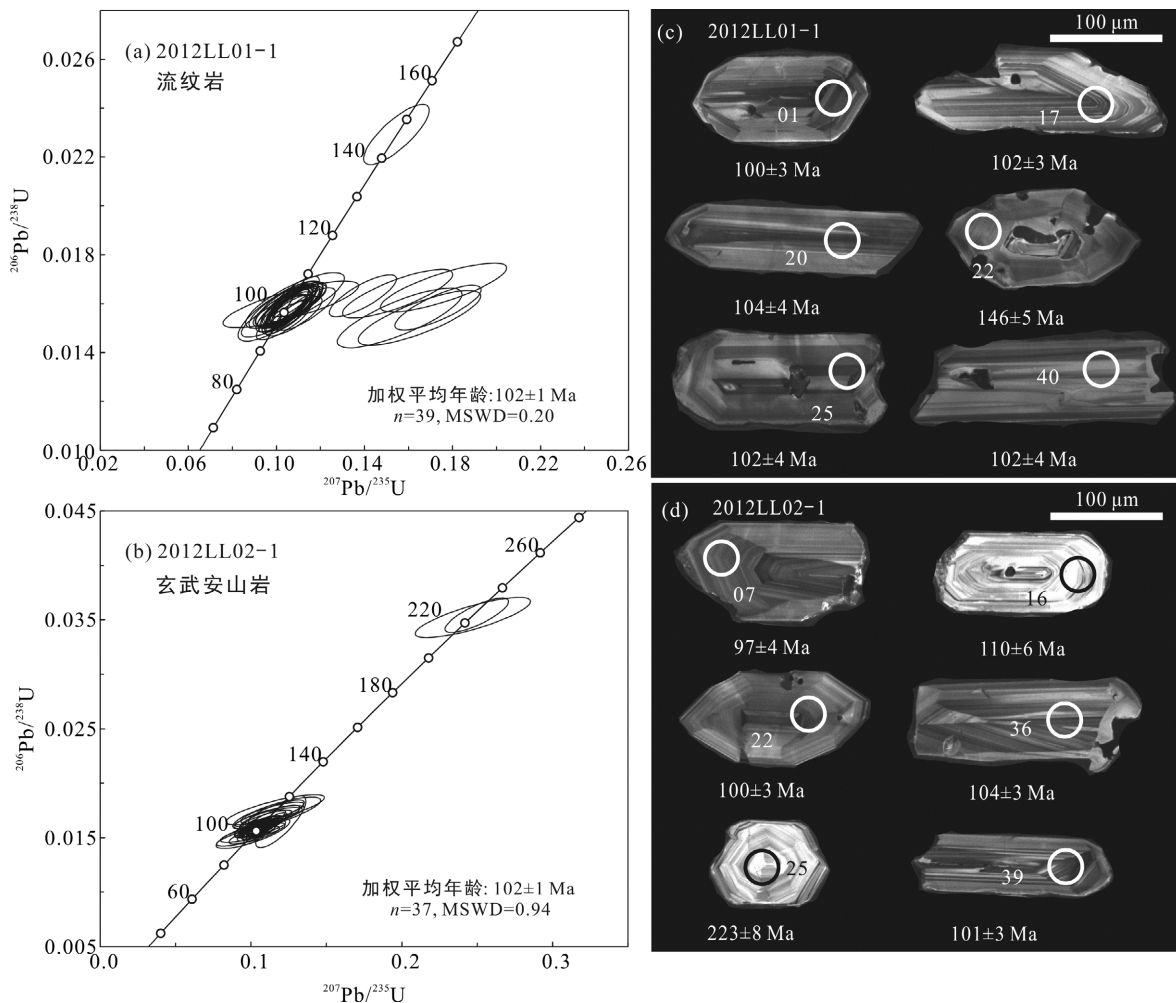 (a) 2012LL01-1
流纹岩
0.026
0.022
0.018
0.014
0.010
²⁰⁶Pb/²³⁸U
160
140
120
100
80
加权平均年龄:102±1 Ma
n=39, MSWD=0.20
0.02 0.06 0.10 0.14 0.18 0.22 0.26
²⁰⁷Pb/²³⁵U
(b) 2012LL02-1
玄武安山岩
0.045
0.035
0.025
0.015
0.005
²⁰⁶Pb/²³⁸U
260
220
180
140
100
60
加权平均年龄: 102±1 Ma
n=37, MSWD=0.94
0.0 0.1 0.2 0.3
²⁰⁷Pb/²³⁵U
(c) 2012LL01-1
100 μm
01 17
100±3 Ma 102±3 Ma
20 22
104±4 Ma 146±5 Ma
25 40
102±4 Ma 102±4 Ma
(d) 2012LL02-1
100 μm
07 16
97±4 Ma 110±6 Ma
22 36
100±3 Ma 104±3 Ma
25 39
223±8 Ma 101±3 Ma